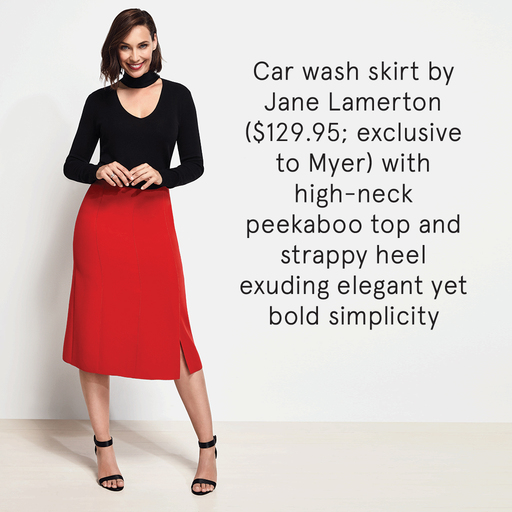 Car wash skirt by
Jane Lamerton
($129.95; exclusive
to Myer) with
high-neck
peekaboo top and
strappy heel
exuding elegant yet
bold simplicity